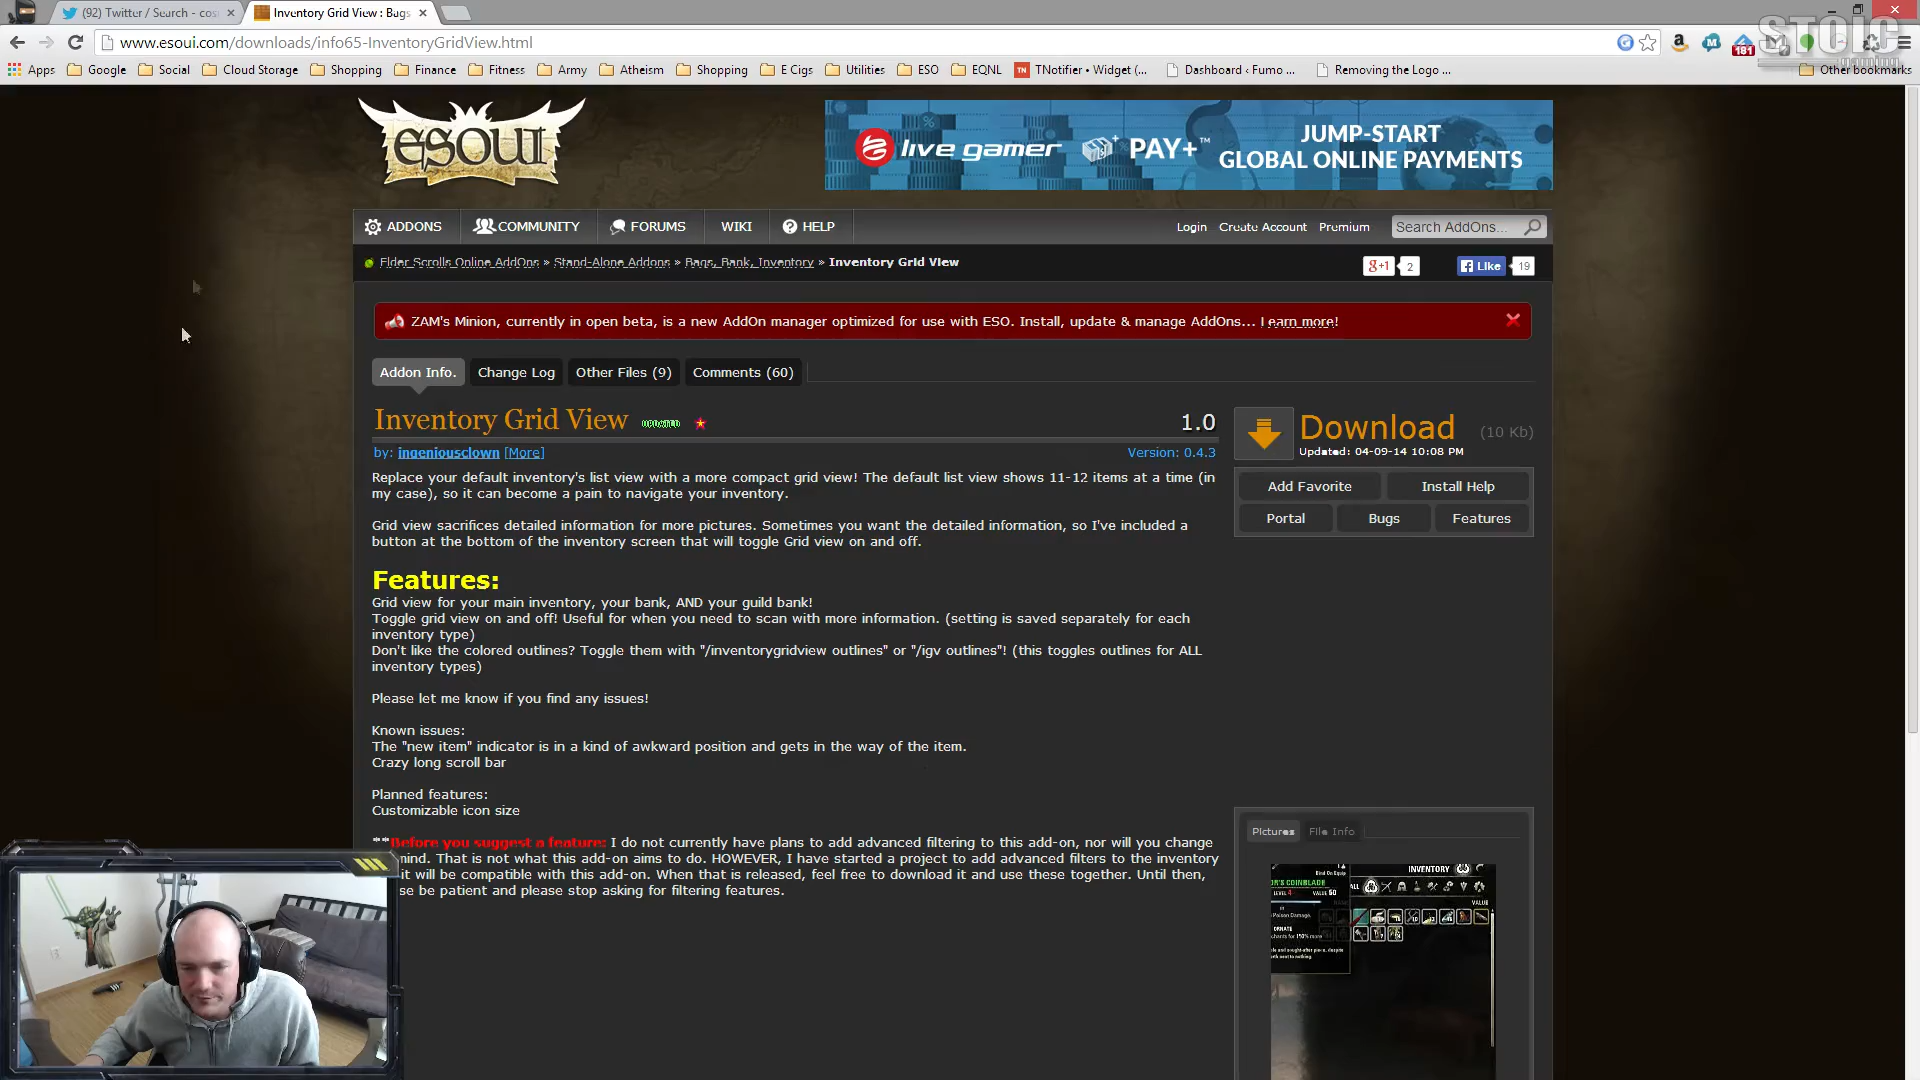 (92) Twitter / Search - cos
Inventory Grid View : Bags
www.esoui.com/downloads/info65-InventoryGridView.html
STOIC
gaming
181
Apps Google Social Cloud Storage Shopping Finance Fitness Army Atheism Shopping E Cigs Utilities ESO EQNL TN TNotifier • Widget (... Dashboard ‹ Fumo ... Removing the Logo ... Other bookmarks
ESOUI
live gamer PAY+™
JUMP-START
GLOBAL ONLINE PAYMENTS
ADDONS COMMUNITY FORUMS WIKI HELP Login Create Account Premium Search AddOns...
Elder Scrolls Online AddOns » Stand-Alone Addons » Bags, Bank, Inventory » Inventory Grid View
g+1 2 Like 19
ZAM's Minion, currently in open beta, is a new AddOn manager optimized for use with ESO. Install, update & manage AddOns... Learn more!
Addon Info. Change Log Other Files (9) Comments (60)
Inventory Grid View UPDATED 1.0
by: ingeniousclown [More] Version: 0.4.3
Download (10 Kb)
Updated: 04-09-14 10:08 PM
Add Favorite Install Help
Portal Bugs Features
Replace your default inventory's list view with a more compact grid view! The default list view shows 11-12 items at a time (in
my case), so it can become a pain to navigate your inventory.
Grid view sacrifices detailed information for more pictures. Sometimes you want the detailed information, so I've included a
button at the bottom of the inventory screen that will toggle Grid view on and off.
Features:
Grid view for your main inventory, your bank, AND your guild bank!
Toggle grid view on and off! Useful for when you need to scan with more information. (setting is saved separately for each
inventory type)
Don't like the colored outlines? Toggle them with "/inventorygridview outlines" or "/igv outlines"! (this toggles outlines for ALL
inventory types)
Please let me know if you find any issues!
Known issues:
The "new item" indicator is in a kind of awkward position and gets in the way of the item.
Crazy long scroll bar
Planned features:
Customizable icon size
**Before you suggest a feature: I do not currently have plans to add advanced filtering to this add-on, nor will you change
mind. That is not what this add-on aims to do. HOWEVER, I have started a project to add advanced filters to the inventory
it will be compatible with this add-on. When that is released, feel free to download it and use these together. Until then,
se be patient and please stop asking for filtering features.
Pictures File Info
Bind On Equip
INVENTORY
'S COINBLADE
LEVEL 4 VALUE 50
ALL
VALUE
Poison Damage.
ORNATE